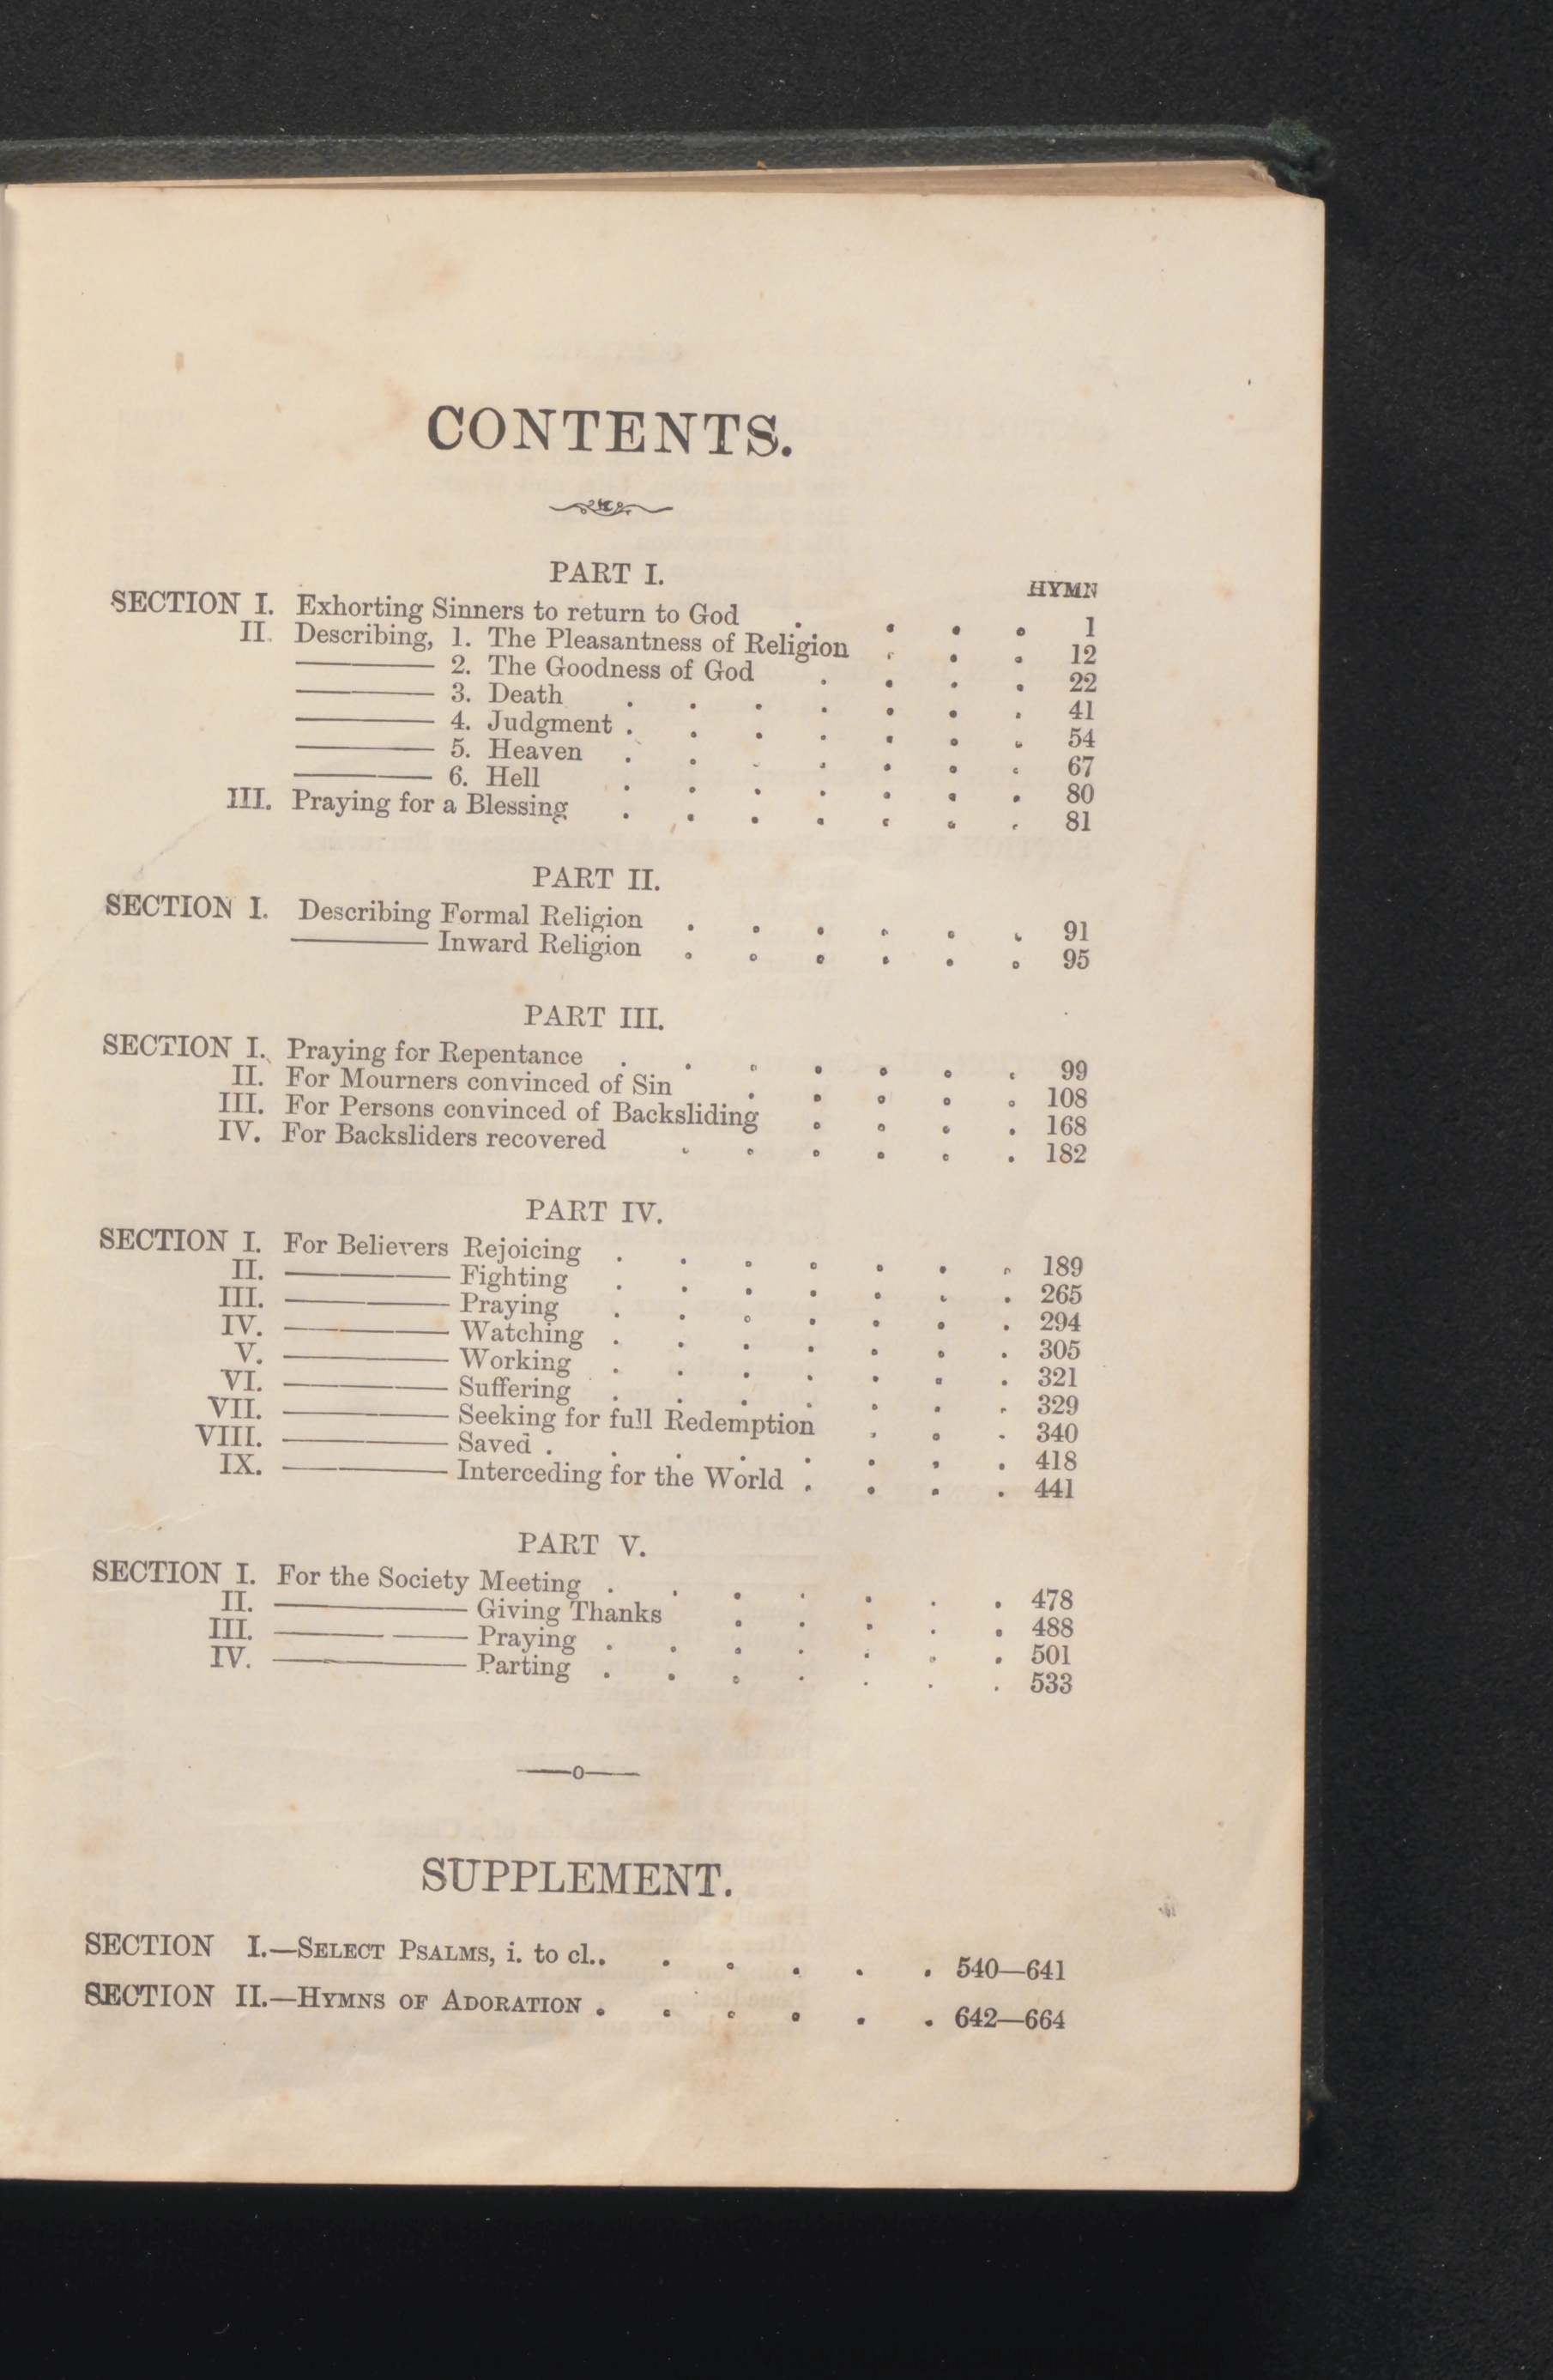 CONTENTS.
PART I.
HYMN
SECTION I. Exhorting Sinners to return to God . . . . 1
II. Describing, 1. The Pleasantness of Religion . . . 12
——— 2. The Goodness of God . . . . 22
——— 3. Death . . . . . . . 41
——— 4. Judgment . . . . . . . 54
——— 5. Heaven . . . . . . . 67
——— 6. Hell . . . . . . . 80
III. Praying for a Blessing . . . . . . . 81
PART II.
SECTION I. Describing Formal Religion . . . . . . 91
——— Inward Religion . . . . . . 95
PART III.
SECTION I. Praying for Repentance . . . . . . . 99
II. For Mourners convinced of Sin . . . . . 108
III. For Persons convinced of Backsliding . . . . 168
IV. For Backsliders recovered . . . . . . 182
PART IV.
SECTION I. For Believers Rejoicing . . . . . . . 189
II. ——— Fighting . . . . . . . 265
III. ——— Praying . . . . . . . 294
IV. ——— Watching . . . . . . . 305
V. ——— Working . . . . . . . 321
VI. ——— Suffering . . . . . . . 329
VII. ——— Seeking for full Redemption . . . 340
VIII. ——— Saved . . . . . . . . 418
IX. ——— Interceding for the World . . . . 441
PART V.
SECTION I. For the Society Meeting . . . . . . . 478
II. ——— Giving Thanks . . . . . 488
III. ——— Praying . . . . . . . 501
IV. ——— Parting . . . . . . . 533
SUPPLEMENT.
SECTION I.—SELECT PSALMS, i. to cl. . . . . . . 540—641
SECTION II.—HYMNS OF ADORATION . . . . . . 642—664